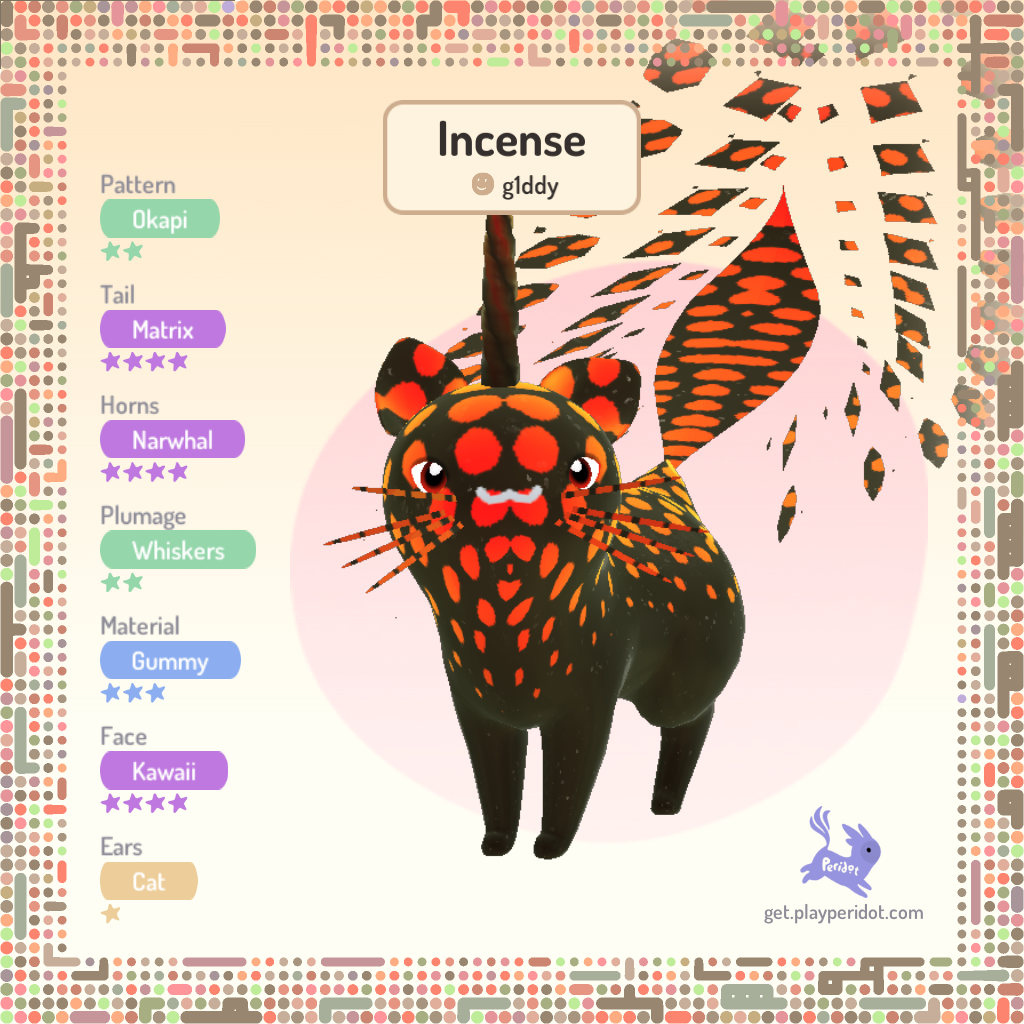 Incense
g1ddy
Pattern
Okapi
Tail
Matrix
Horns
Narwhal
Plumage
Whiskers
Material
Gummy
Face
Kawaii
Ears
Cat
Peridot
get.playperidot.com